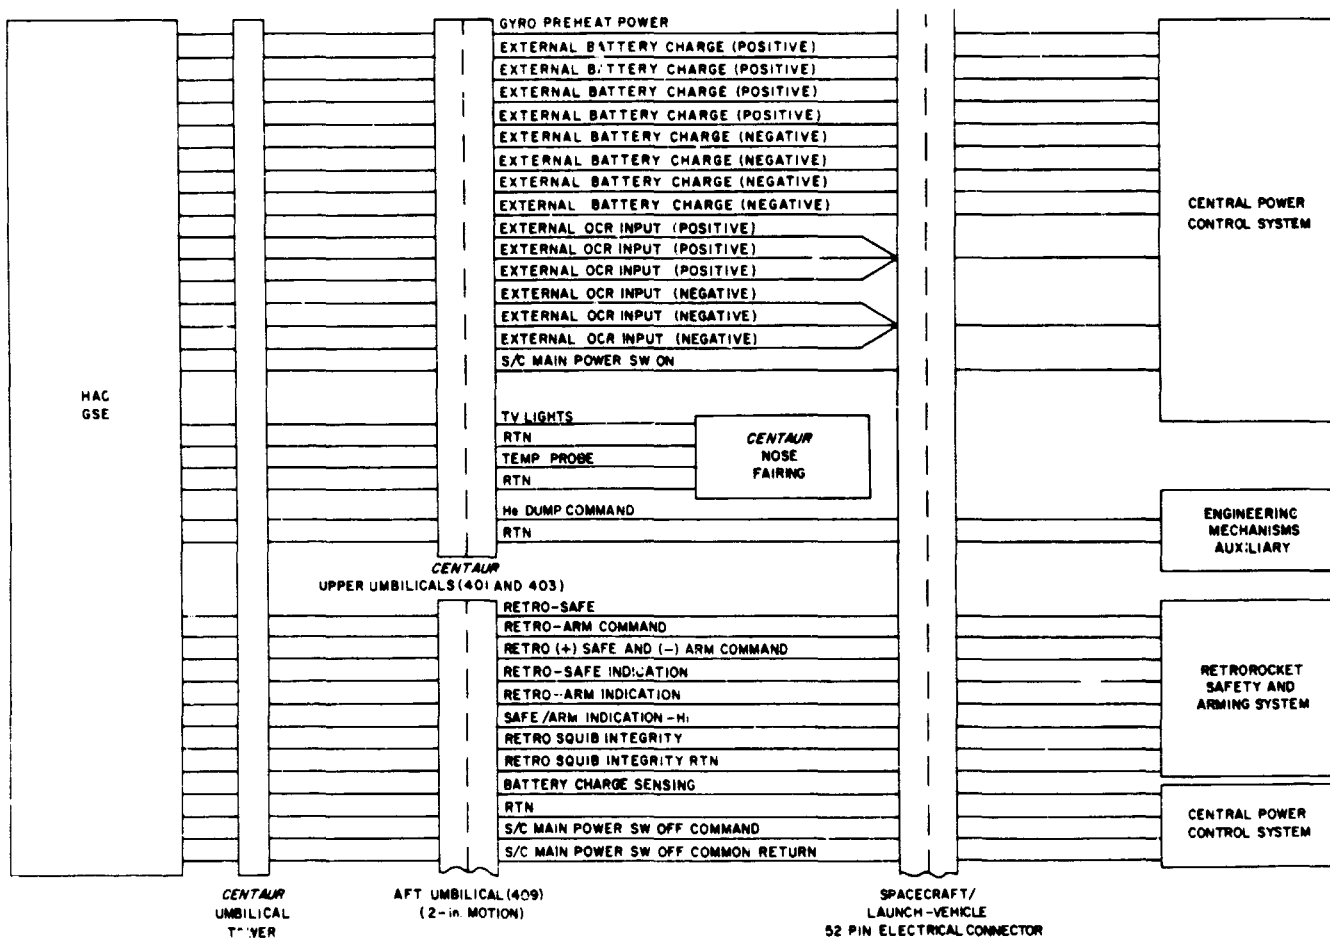 GYRO PREHEAT POWER
EXTERNAL BATTERY CHARGE (POSITIVE)
EXTERNAL BATTERY CHARGE (POSITIVE)
EXTERNAL BATTERY CHARGE (POSITIVE)
EXTERNAL BATTERY CHARGE (POSITIVE)
EXTERNAL BATTERY CHARGE (NEGATIVE)
EXTERNAL BATTERY CHARGE (NEGATIVE)
EXTERNAL BATTERY CHARGE (NEGATIVE)
EXTERNAL BATTERY CHARGE (NEGATIVE)
EXTERNAL OCR INPUT (POSITIVE)
EXTERNAL OCR INPUT (POSITIVE)
EXTERNAL OCR INPUT (POSITIVE)
EXTERNAL OCR INPUT (NEGATIVE)
EXTERNAL OCR INPUT (NEGATIVE)
EXTERNAL OCR INPUT (NEGATIVE)
S/C MAIN POWER SW ON
CENTRAL POWER
CONTROL SYSTEM
HAC
GSE
TV LIGHTS
RTN
TEMP PROBE
RTN
CENTAUR
NOSE
FAIRING
He DUMP COMMAND
RTN
ENGINEERING
MECHANISMS
AUXILIARY
CENTAUR
UPPER UMBILICALS (401 AND 403)
RETRO-SAFE
RETRO-ARM COMMAND
RETRO (+) SAFE AND (-) ARM COMMAND
RETRO-SAFE INDICATION
RETRO-ARM INDICATION
SAFE/ARM INDICATION-Hi
RETRO SQUIB INTEGRITY
RETRO SQUIB INTEGRITY RTN
RETROROCKET
SAFETY AND
ARMING SYSTEM
BATTERY CHARGE SENSING
RTN
S/C MAIN POWER SW OFF COMMAND
S/C MAIN POWER SW OFF COMMON RETURN
CENTRAL POWER
CONTROL SYSTEM
CENTAUR
UMBILICAL
TOWER
AFT UMBILICAL (409)
(2-in. MOTION)
SPACECRAFT/
LAUNCH-VEHICLE
52 PIN ELECTRICAL CONNECTOR